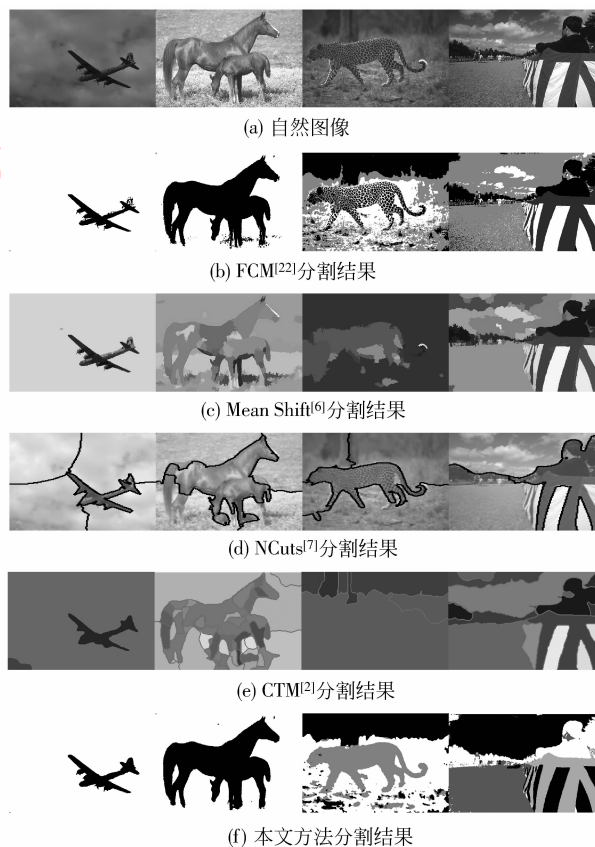 (a) 自然图像
(b) FCM[22]分割结果
(c) Mean Shift[6]分割结果
(d) NCuts[7]分割结果
(e) CTM[2]分割结果
(f) 本文方法分割结果